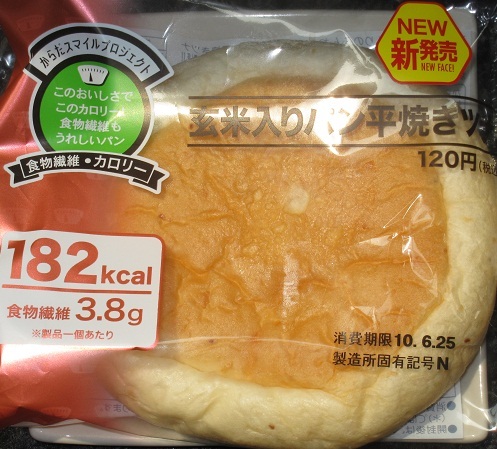 からだスマイルプロジェクト
このおいしさで
このカロリー!
食物繊維も
うれしいパン
食物繊維・カロリー
NEW
新発売
NEW FACE!
玄米入りパン平焼きツ
120円(税込
182kcal
食物繊維 3.8g
※製品一個あたり
消費期限10. 6.25
製造所固有記号N